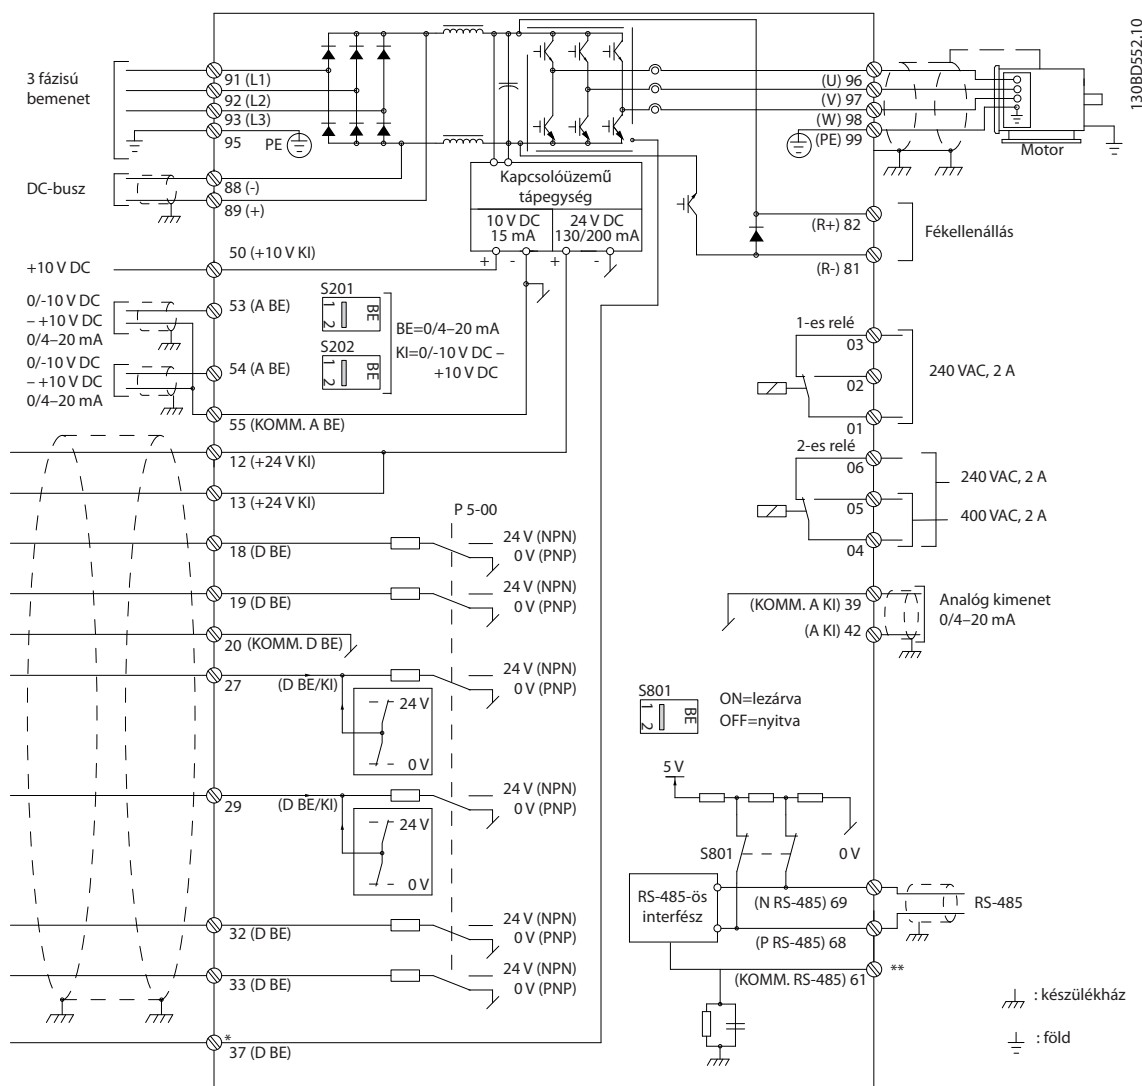 130BD552.10
3 fázisú
bemenet
91 (L1)
92 (L2)
93 (L3)
95
PE
DC-busz
88 (-)
89 (+)
+10 V DC
50 (+10 V KI)
0/-10 V DC
– +10 V DC
0/4–20 mA
53 (A BE)
0/-10 V DC
– +10 V DC
0/4–20 mA
54 (A BE)
55 (KOMM. A BE)
12 (+24 V KI)
13 (+24 V KI)
18 (D BE)
19 (D BE)
20 (KOMM. D BE)
27
(D BE/KI)
24 V
0 V
29
(D BE/KI)
24 V
0 V
32 (D BE)
33 (D BE)
*
37 (D BE)
S201
1
2
BE
S202
1
2
BE
BE=0/4–20 mA
KI=0/-10 V DC –
+10 V DC
Kapcsolóüzemű
tápegység
10 V DC
15 mA
24 V DC
130/200 mA
+ - + -
P 5-00
24 V (NPN)
0 V (PNP)
24 V (NPN)
0 V (PNP)
24 V (NPN)
0 V (PNP)
24 V (NPN)
0 V (PNP)
24 V (NPN)
0 V (PNP)
24 V (NPN)
0 V (PNP)
(U) 96
(V) 97
(W) 98
(PE) 99
Motor
(R+) 82
(R-) 81
Fékellenállás
1-es relé
03
02
01
240 VAC, 2 A
2-es relé
06
05
04
240 VAC, 2 A
400 VAC, 2 A
(KOMM. A KI) 39
(A KI) 42
Analóg kimenet
0/4–20 mA
S801
1
2
BE
ON=lezárva
OFF=nyitva
5 V
S801
0 V
RS-485-ös
interfész
(N RS-485) 69
(P RS-485) 68
(KOMM. RS-485) 61
**
RS-485
: készülékház
: föld